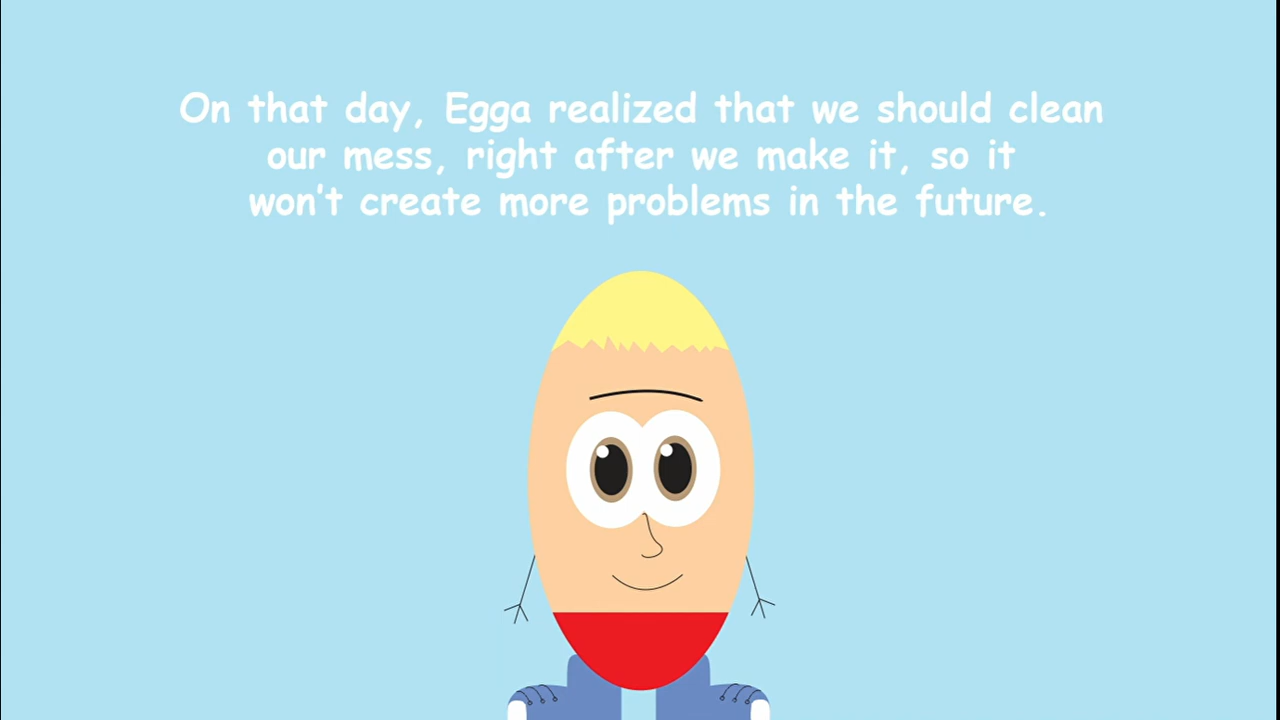 On that day, Egga realized that we should clean
our mess, right after we make it, so it
won't create more problems in the future.